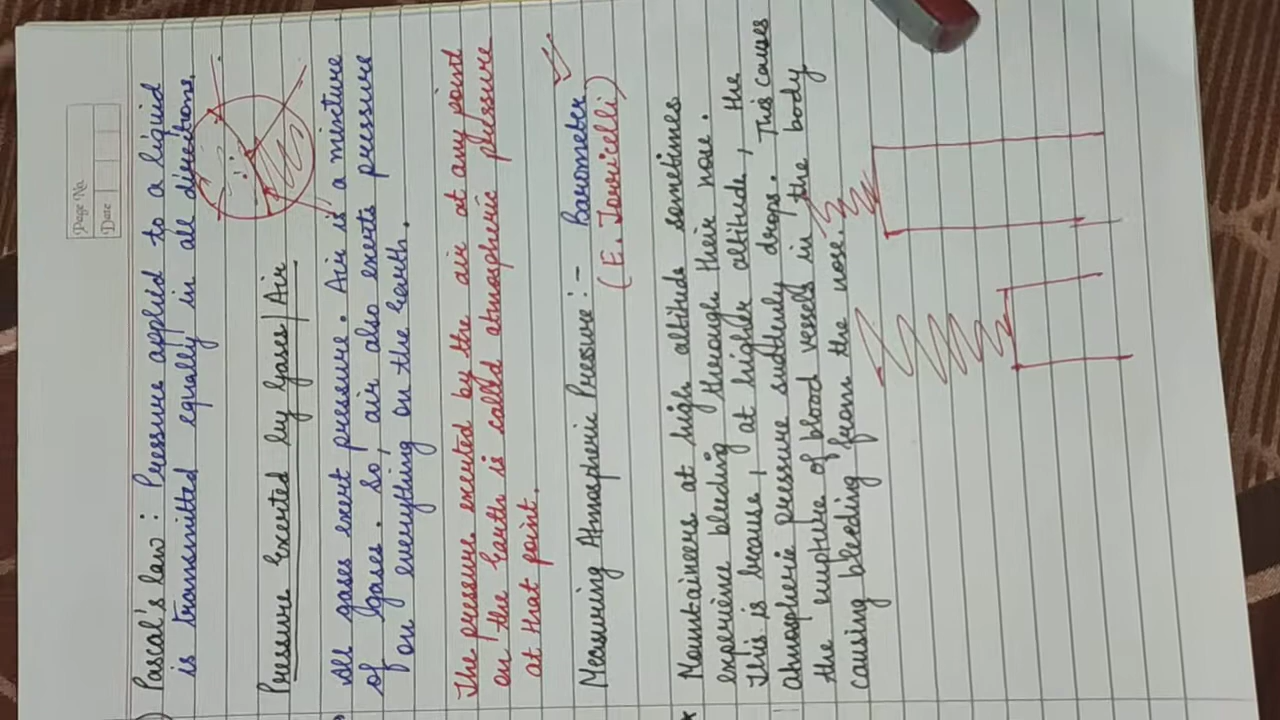 Page No.
Date
Pascal's law : Pressure applied to a liquid
is transmitted equally in all directions.
Pressure Exerted by Gases/Air
All gases exert pressure. Air is a mixture
of gases. So, air also exerts pressure
on everything on the Earth.
The pressure exerted by the air at any point
on the Earth is called atmospheric pressure
at that point.
Measuring Atmospheric Pressure :- Barometer
(E. Torricelli)
Mountaineers at high altitude sometimes
experience bleeding through their nose.
This is because, at higher altitude, the
atmospheric pressure suddenly drops. This causes
the rupture of blood vessels in the body
causing bleeding from the nose.